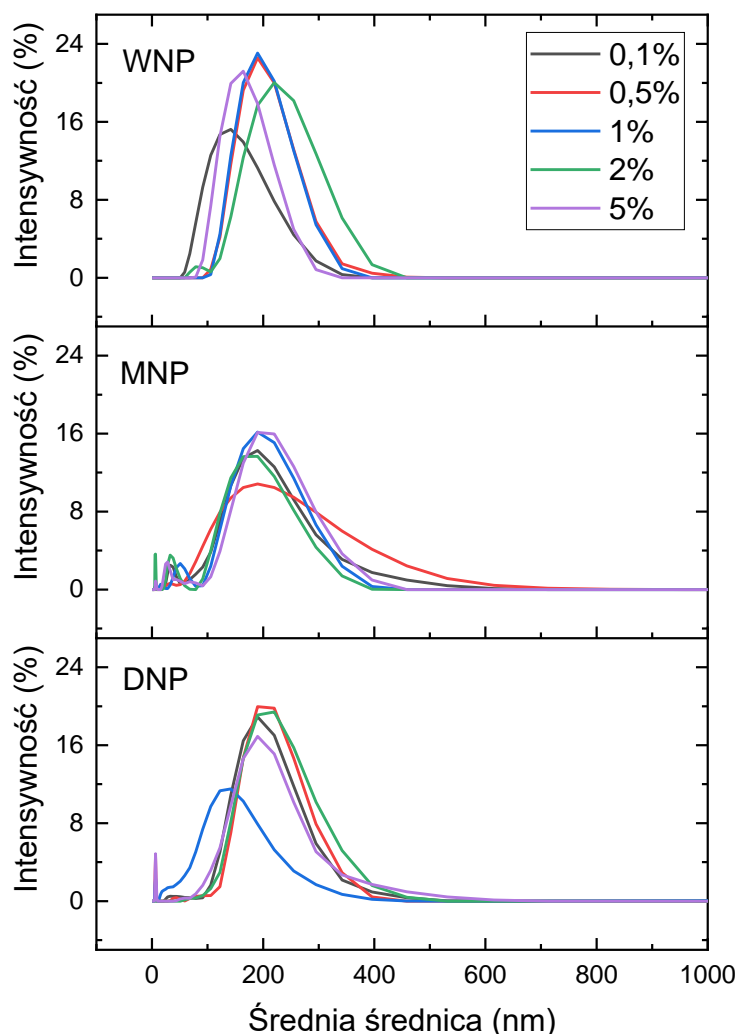 Intensywność (%)
24
16
8
0
WNP
0,1%
0,5%
1%
2%
5%
Intensywność (%)
24
16
8
0
MNP
Intensywność (%)
24
16
8
0
DNP
0 200 400 600 800 1000
Średnia średnica (nm)